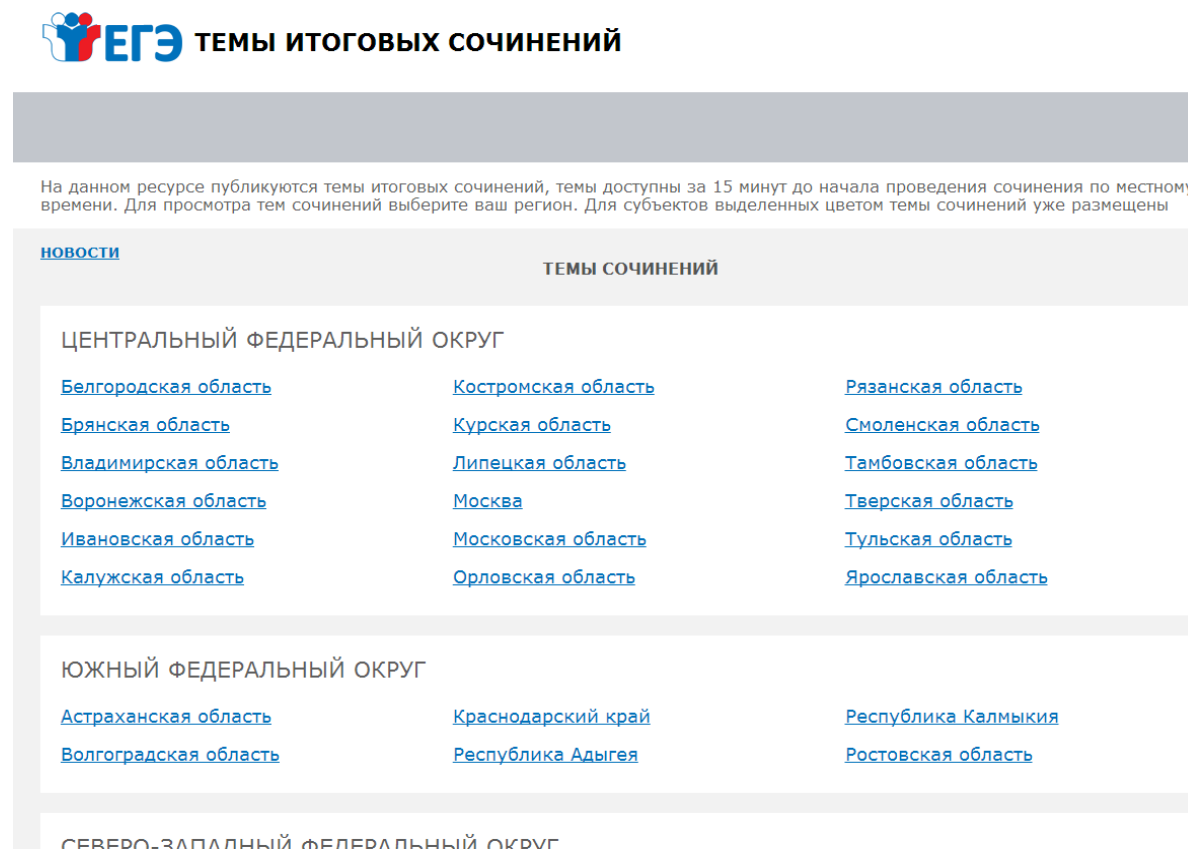 ЕГЭ ТЕМЫ ИТОГОВЫХ СОЧИНЕНИЙ
На данном ресурсе публикуются темы итоговых сочинений, темы доступны за 15 минут до начала проведения сочинения по местному
времени. Для просмотра тем сочинений выберите ваш регион. Для субъектов выделенных цветом темы сочинений уже размещены
НОВОСТИ
ТЕМЫ СОЧИНЕНИЙ
ЦЕНТРАЛЬНЫЙ ФЕДЕРАЛЬНЫЙ ОКРУГ
Белгородская область Костромская область Рязанская область
Брянская область Курская область Смоленская область
Владимирская область Липецкая область Тамбовская область
Воронежская область Москва Тверская область
Ивановская область Московская область Тульская область
Калужская область Орловская область Ярославская область
ЮЖНЫЙ ФЕДЕРАЛЬНЫЙ ОКРУГ
Астраханская область Краснодарский край Республика Калмыкия
Волгоградская область Республика Адыгея Ростовская область
СЕВЕРО-ЗАПАДНЫЙ ФЕДЕРАЛЬНЫЙ ОКРУГ